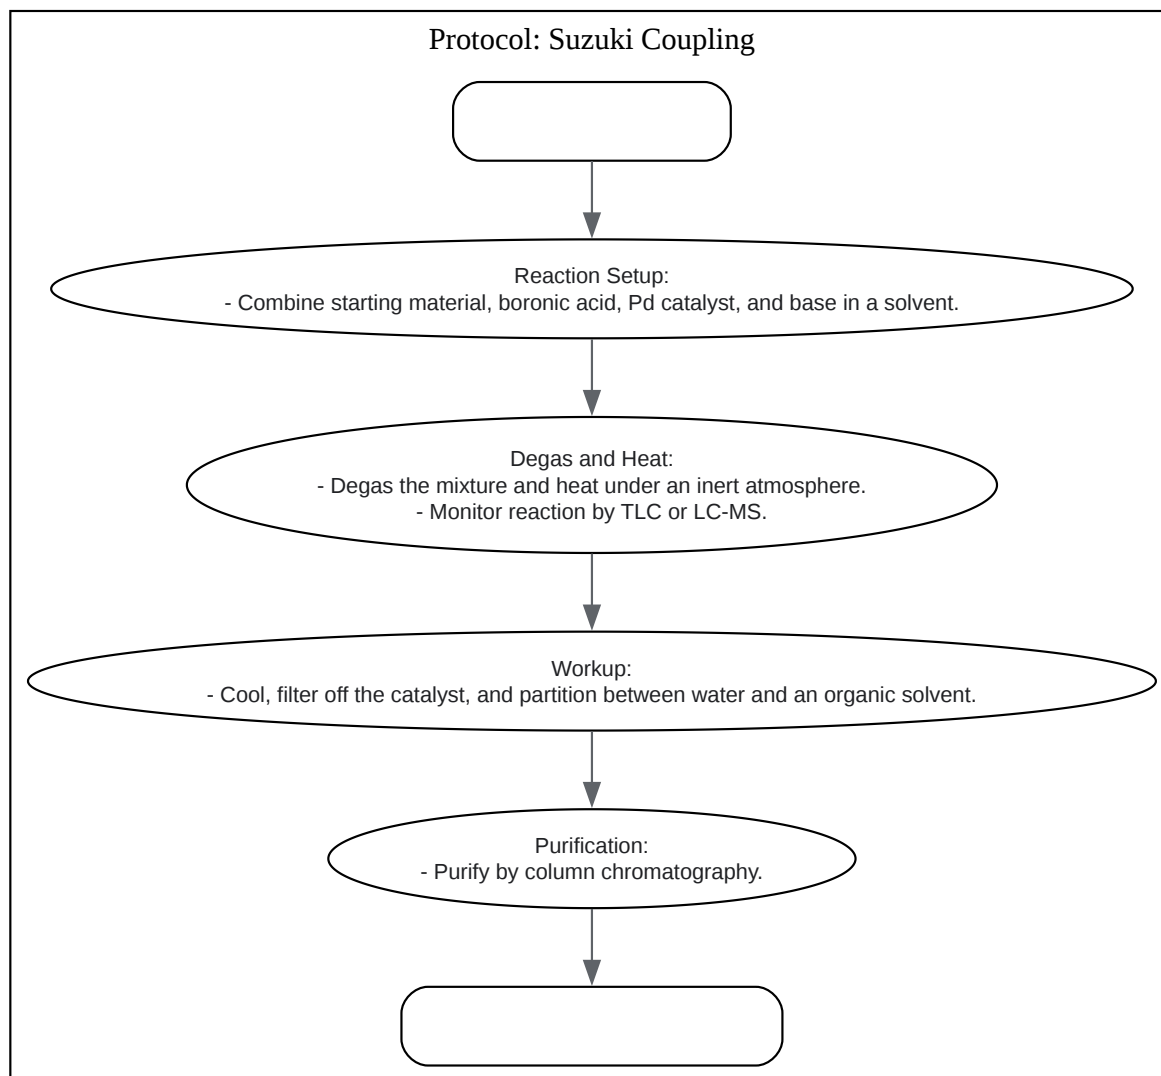 Protocol: Suzuki Coupling
Reaction Setup:
- Combine starting material, boronic acid, Pd catalyst, and base in a solvent.
Degas and Heat:
- Degas the mixture and heat under an inert atmosphere.
- Monitor reaction by TLC or LC-MS.
Workup:
- Cool, filter off the catalyst, and partition between water and an organic solvent.
Purification:
- Purify by column chromatography.